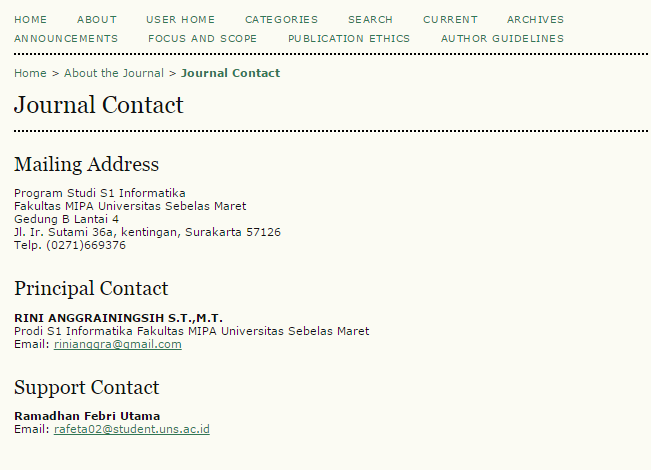 HOME ABOUT USER HOME CATEGORIES SEARCH CURRENT ARCHIVES
ANNOUNCEMENTS FOCUS AND SCOPE PUBLICATION ETHICS AUTHOR GUIDELINES
Home > About the Journal > Journal Contact
Journal Contact
Mailing Address
Program Studi S1 Informatika
Fakultas MIPA Universitas Sebelas Maret
Gedung B Lantai 4
Jl. Ir. Sutami 36a, kentingan, Surakarta 57126
Telp. (0271)669376
Principal Contact
RINI ANGGRAININGSIH S.T.,M.T.
Prodi S1 Informatika Fakultas MIPA Universitas Sebelas Maret
Email: rinianggra@gmail.com
Support Contact
Ramadhan Febri Utama
Email: rafeta02@student.uns.ac.id